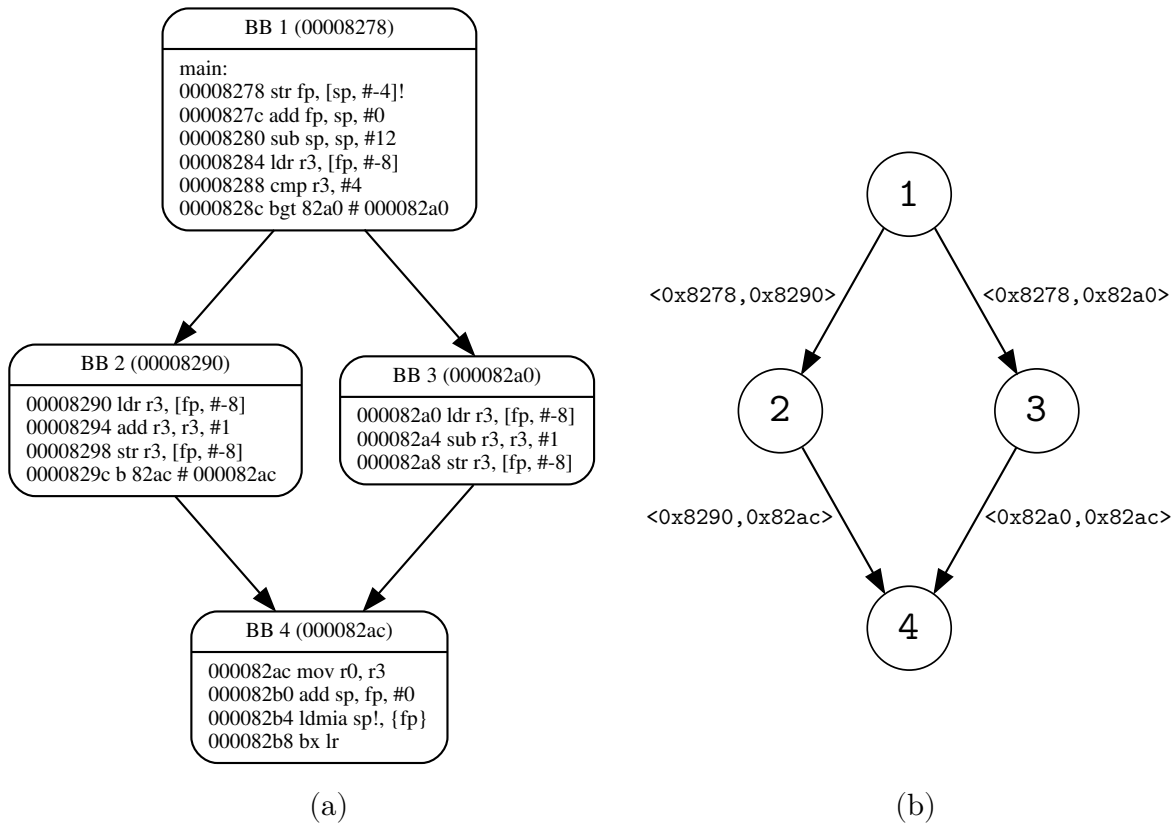 BB 1 (00008278)
main:
00008278 str fp, [sp, #-4]!
0000827c add fp, sp, #0
00008280 sub sp, sp, #12
00008284 ldr r3, [fp, #-8]
00008288 cmp r3, #4
0000828c bgt 82a0 # 000082a0
BB 2 (00008290)
00008290 ldr r3, [fp, #-8]
00008294 add r3, r3, #1
00008298 str r3, [fp, #-8]
0000829c b 82ac # 000082ac
BB 3 (000082a0)
000082a0 ldr r3, [fp, #-8]
000082a4 sub r3, r3, #1
000082a8 str r3, [fp, #-8]
BB 4 (000082ac)
000082ac mov r0, r3
000082b0 add sp, fp, #0
000082b4 ldmia sp!, {fp}
000082b8 bx lr
(a)
1
<0x8278,0x8290>
<0x8278,0x82a0>
2
3
<0x8290,0x82ac>
<0x82a0,0x82ac>
4
(b)